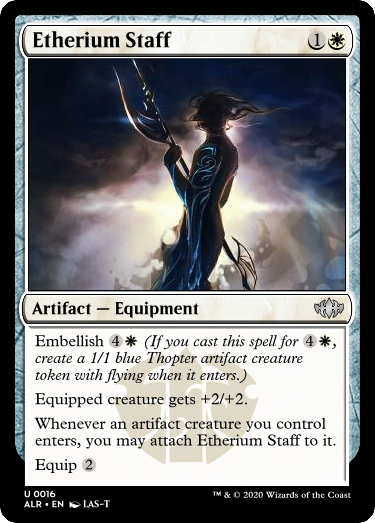 Etherium Staff 1
Artifact — Equipment
Embellish 4 (If you cast this spell for 4 ,
create a 1/1 blue Thopter artifact creature
token with flying when it enters.)
Equipped creature gets +2/+2.
Whenever an artifact creature you control
enters, you may attach Etherium Staff to it.
Equip 2
U 0016
ALR • EN LAS-T
™ & © 2020 Wizards of the Coast